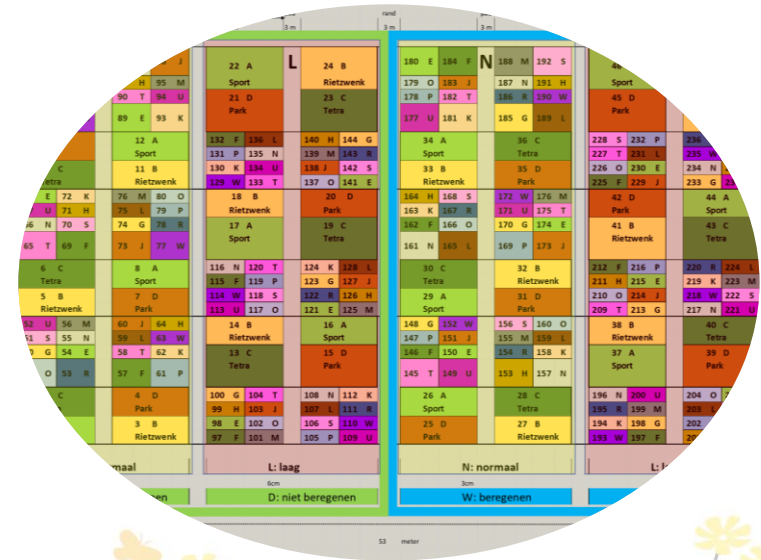 rand
3 m 3 m 3 m 3 m
J 22 A L 24 B 180 E 184 F N 188 M 192 S
Sport Rietzwenk
H 95 M 179 O 183 J 187 N 191 H
90 T 94 U 21 D 23 C 178 P 182 T 186 R 190 W 45 D
Park Tetra Park
89 E 93 K 177 U 181 K 185 G 189 L
12 A 132 F 136 L 140 H 144 G 34 A 36 C 228 S 232 P 236
Sport 131 P 135 N 139 M 143 R Sport Tetra 227 T 231 L 235
C 11 B 130 K 134 U 138 J 142 S 33 B 35 D 226 O 230 E 234 N
Tetra Rietzwenk 129 W 133 T 137 O 141 E Rietzwenk Park 225 F 229 J 233 G
E 72 K 76 M 80 O 18 B 20 D 164 H 168 S 172 W 176 M 42 D 44 A
U 71 H 75 L 79 P Rietzwenk Park 163 K 167 R 171 U 175 T Park Sport
N 70 S 74 G 78 R 17 A 19 C 162 F 166 O 170 G 174 E 41 B 43 C
65 T 69 F 73 J 77 W Sport Tetra 161 N 165 L 169 P 173 J Rietzwenk Tetra
6 C 8 A 116 N 120 T 124 K 128 L 30 C 32 B 212 F 216 P 220 R 224 L
Tetra Sport 115 F 119 P 123 G 127 J Tetra Rietzwenk 211 H 215 E 219 K 223 M
5 B 7 D 114 W 118 S 122 R 126 H 29 A 31 D 210 O 214 J 218 W 222 S
Rietzwenk Park 113 U 117 O 121 E 125 M Sport Park 209 T 213 G 217 N 221 U
52 U 56 M 60 J 64 H 14 B 16 A 148 G 152 W 156 S 160 O 38 B 40 C
51 S 55 N 59 L 63 W Rietzwenk Sport 147 P 151 J 155 M 159 L Rietzwenk Tetra
G 54 E 58 T 62 K 13 C 15 D 146 F 150 E 154 R 158 K 37 A 39 D
O 53 R 57 F 61 P Tetra Park 145 T 149 U 153 H 157 N Sport Park
C 4 D 100 G 104 T 108 N 112 K 26 A 28 C 196 N 200 U 204 O
Park 99 H 103 J 107 L 111 R Sport Tetra 195 R 199 M 203 L
3 B 98 E 102 O 106 S 110 W 25 D 27 B 194 K 198 G 202
Rietzwenk 97 F 101 M 105 P 109 U Park Rietzwenk 193 W 197 F
maal L: laag N: normaal L: l
6cm 3cm
en D: niet beregenen W: beregenen
53 meter